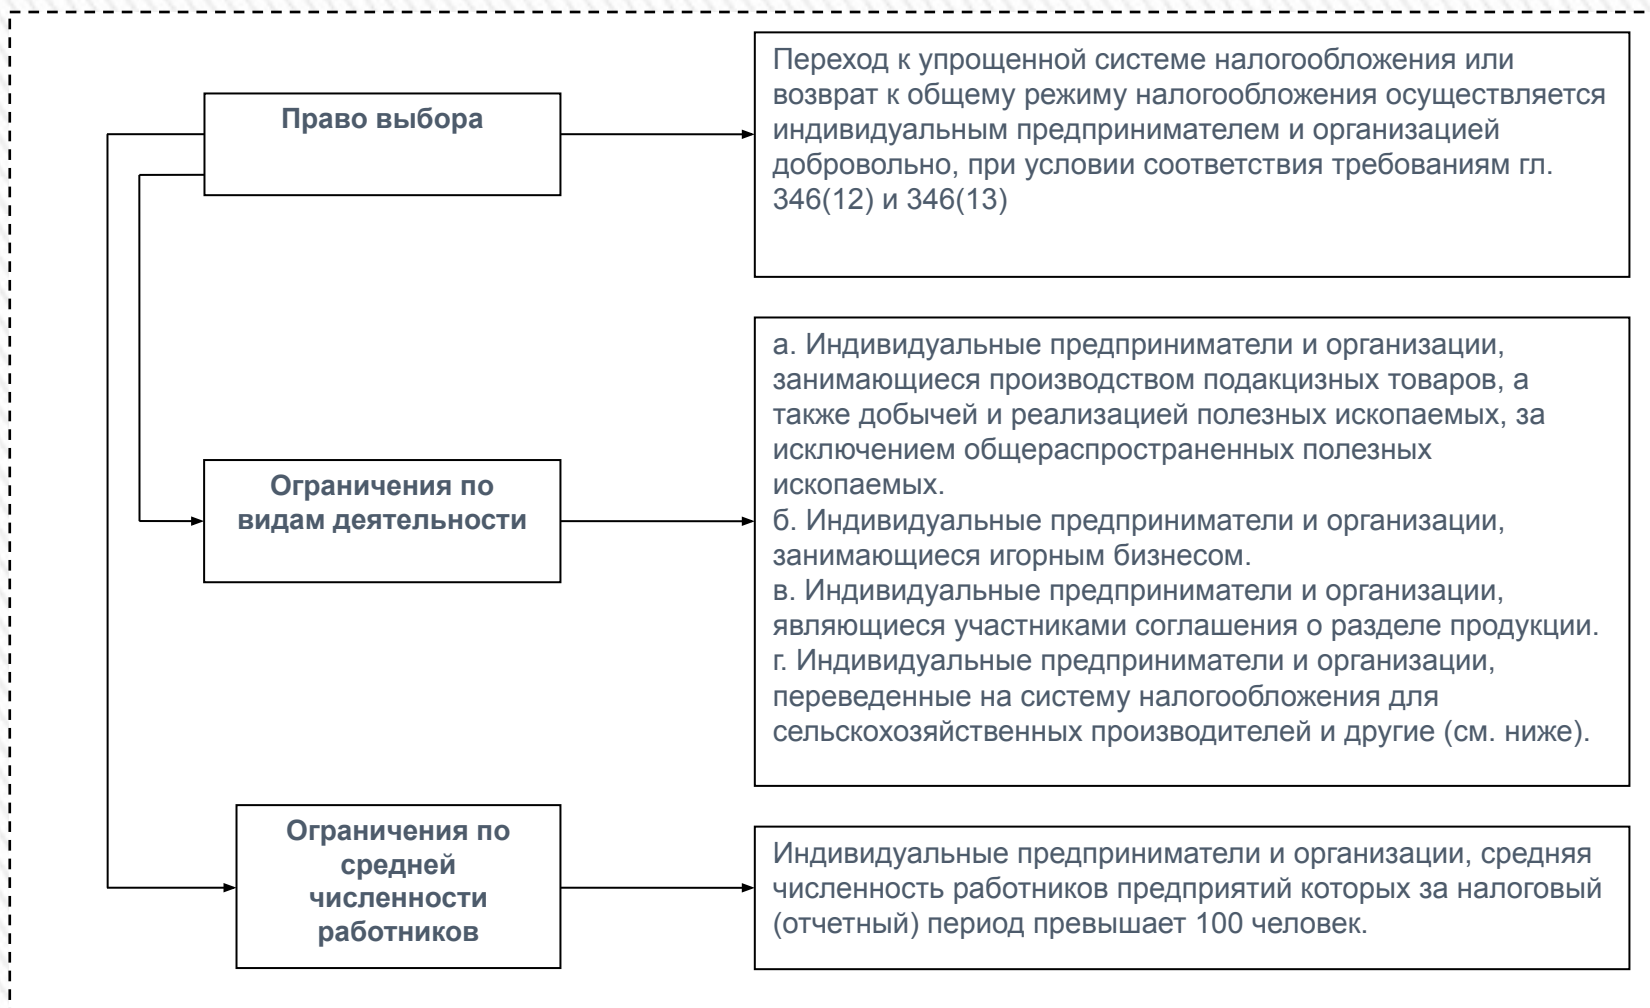 Право выбора
Переход к упрощенной системе налогообложения или
возврат к общему режиму налогообложения осуществляется
индивидуальным предпринимателем и организацией
добровольно, при условии соответствия требованиям гл.
346(12) и 346(13)
Ограничения по
видам деятельности
а. Индивидуальные предприниматели и организации,
занимающиеся производством подакцизных товаров, а
также добычей и реализацией полезных ископаемых, за
исключением общераспространенных полезных
ископаемых.
б. Индивидуальные предприниматели и организации,
занимающиеся игорным бизнесом.
в. Индивидуальные предприниматели и организации,
являющиеся участниками соглашения о разделе продукции.
г. Индивидуальные предприниматели и организации,
переведенные на систему налогообложения для
сельскохозяйственных производителей и другие (см. ниже).
Ограничения по
средней
численности
работников
Индивидуальные предприниматели и организации, средняя
численность работников предприятий которых за налоговый
(отчетный) период превышает 100 человек.